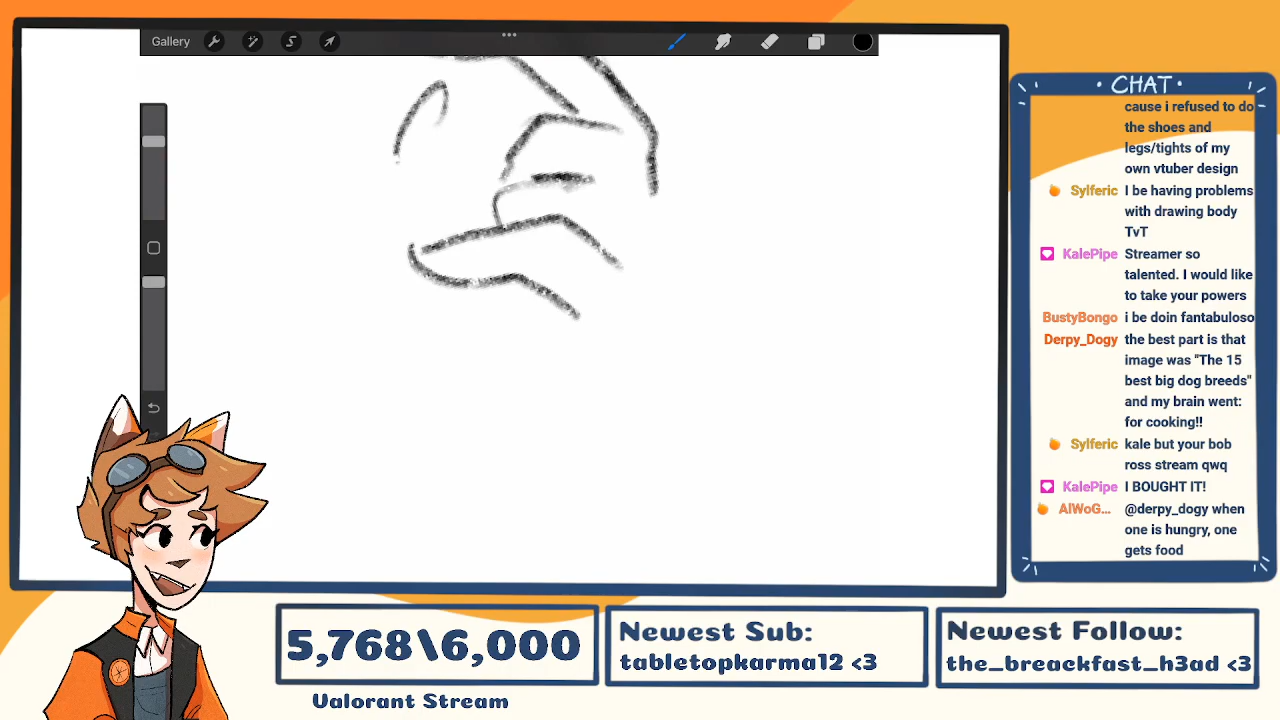 Gallery
• CHAT •
cause i refused to do
the shoes and
legs/tights of my
own vtuber design
Sylferic I be having problems
with drawing body
TvT
KalePipe Streamer so
talented. I would like
to take your powers
BustyBongo i be doin fantabuloso
Derpy_Dogy the best part is that
image was "The 15
best big dog breeds"
and my brain went:
for cooking!!
Sylferic kale but your bob
ross stream qwq
KalePipe I BOUGHT IT!
AlWoG... @derpy_dogy when
one is hungry, one
gets food
5,768\6,000
Valorant Stream
Newest Sub:
tabletopkarma12 <3
Newest Follow:
the_breackfast_h3ad <3